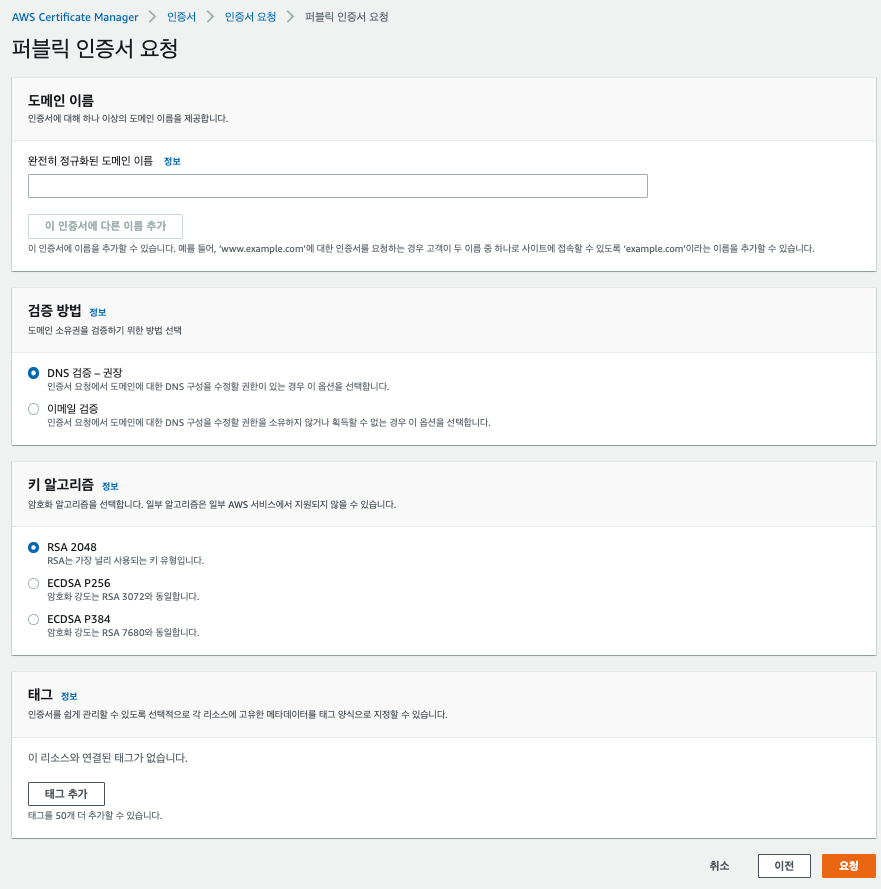 AWS Certificate Manager > 인증서 > 인증서 요청 > 퍼블릭 인증서 요청
퍼블릭 인증서 요청
도메인 이름
인증서에 대해 하나 이상의 도메인 이름을 제공합니다.
완전히 정규화된 도메인 이름 정보
이 인증서에 다른 이름 추가
이 인증서에 이름을 추가할 수 있습니다. 예를 들어, 'www.example.com'에 대한 인증서를 요청하는 경우 고객이 두 이름 중 하나로 사이트에 접속할 수 있도록 'example.com'이라는 이름을 추가할 수 있습니다.
검증 방법 정보
도메인 소유권을 검증하기 위한 방법 선택
DNS 검증 – 권장
인증서 요청에서 도메인에 대한 DNS 구성을 수정할 권한이 있는 경우 이 옵션을 선택합니다.
이메일 검증
인증서 요청에서 도메인에 대한 DNS 구성을 수정할 권한을 소유하지 않거나 획득할 수 없는 경우 이 옵션을 선택합니다.
키 알고리즘 정보
암호화 알고리즘을 선택합니다. 일부 알고리즘은 일부 AWS 서비스에서 지원되지 않을 수 있습니다.
RSA 2048
RSA는 가장 널리 사용되는 키 유형입니다.
ECDSA P256
암호화 강도는 RSA 3072와 동일합니다.
ECDSA P384
암호화 강도는 RSA 7680와 동일합니다.
태그 정보
인증서를 쉽게 관리할 수 있도록 선택적으로 각 리소스에 고유한 메타데이터를 태그 양식으로 지정할 수 있습니다.
이 리소스와 연결된 태그가 없습니다.
태그 추가
태그를 50개 더 추가할 수 있습니다.
취소 이전 요청